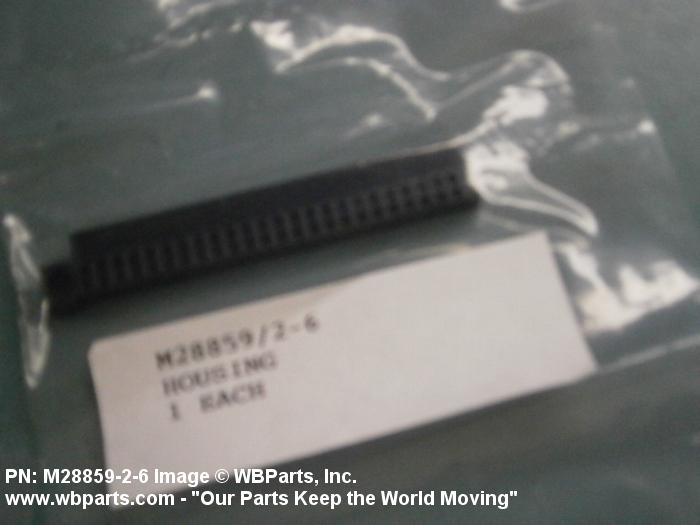 M28859/2-6
HOUSING
1 EACH
PN: M28859-2-6 Image © WBParts, Inc.
www.wbparts.com - "Our Parts Keep the World Moving"